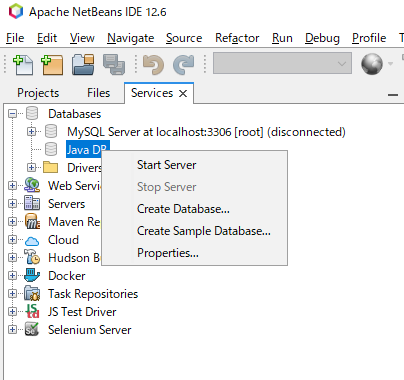 Apache NetBeans IDE 12.6
File Edit View Navigate Source Refactor Run Debug Profile
Projects Files Services
Databases
MySQL Server at localhost:3306 [root] (disconnected)
Java DB
Drivers
Start Server
Web Servic
Stop Server
Servers
Create Database...
Maven Re
Create Sample Database...
Cloud
Hudson B
Properties...
Docker
Task Repositories
JS Test Driver
Selenium Server